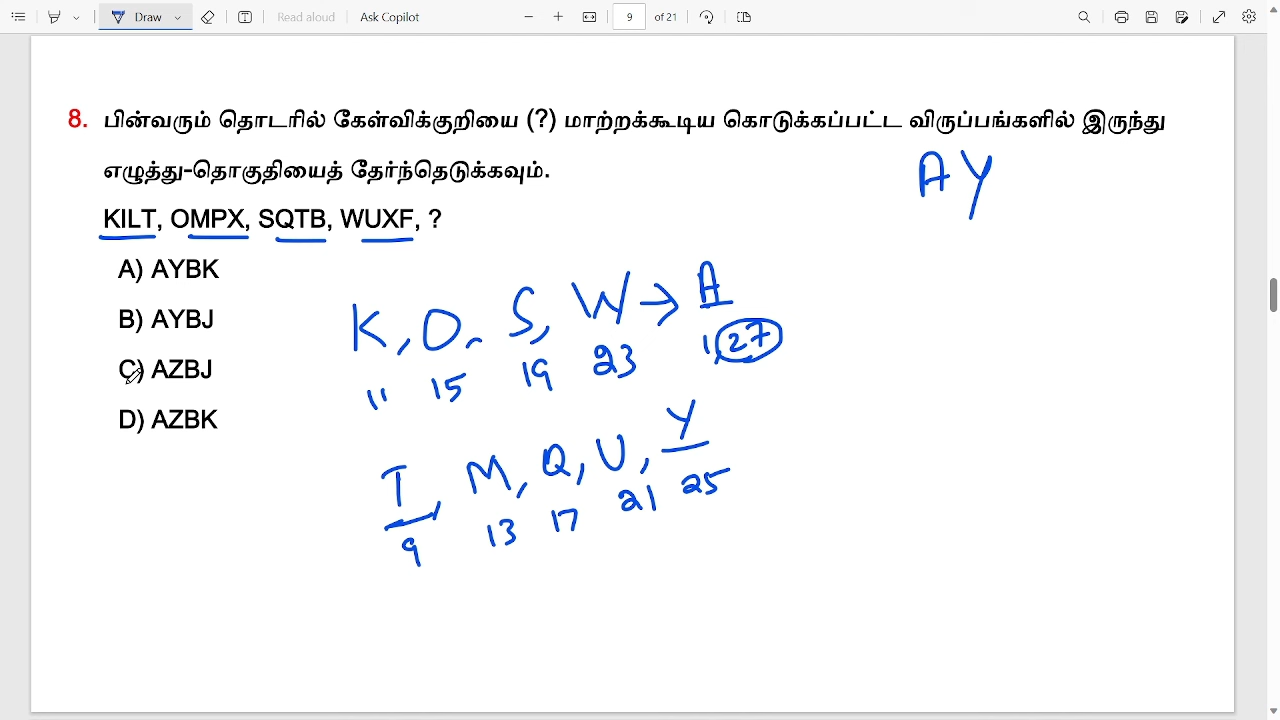 Draw
Read aloud
Ask Copilot
9 of 21
8. பின்வரும் தொடரில் கேள்விக்குறியை (?) மாற்றக்கூடிய கொடுக்கப்பட்ட விருப்பங்களில் இருந்து
எழுத்து-தொகுதியைத் தேர்ந்தெடுக்கவும்.
A Y
KILT, OMPX, SQTB, WUXF, ?
A) AYBK
B) AYBJ
C) AZBJ
D) AZBK
K, O, S, W → A
11 15 19 23 1, 27
I, M, Q, U, Y
9 13 17 21 25